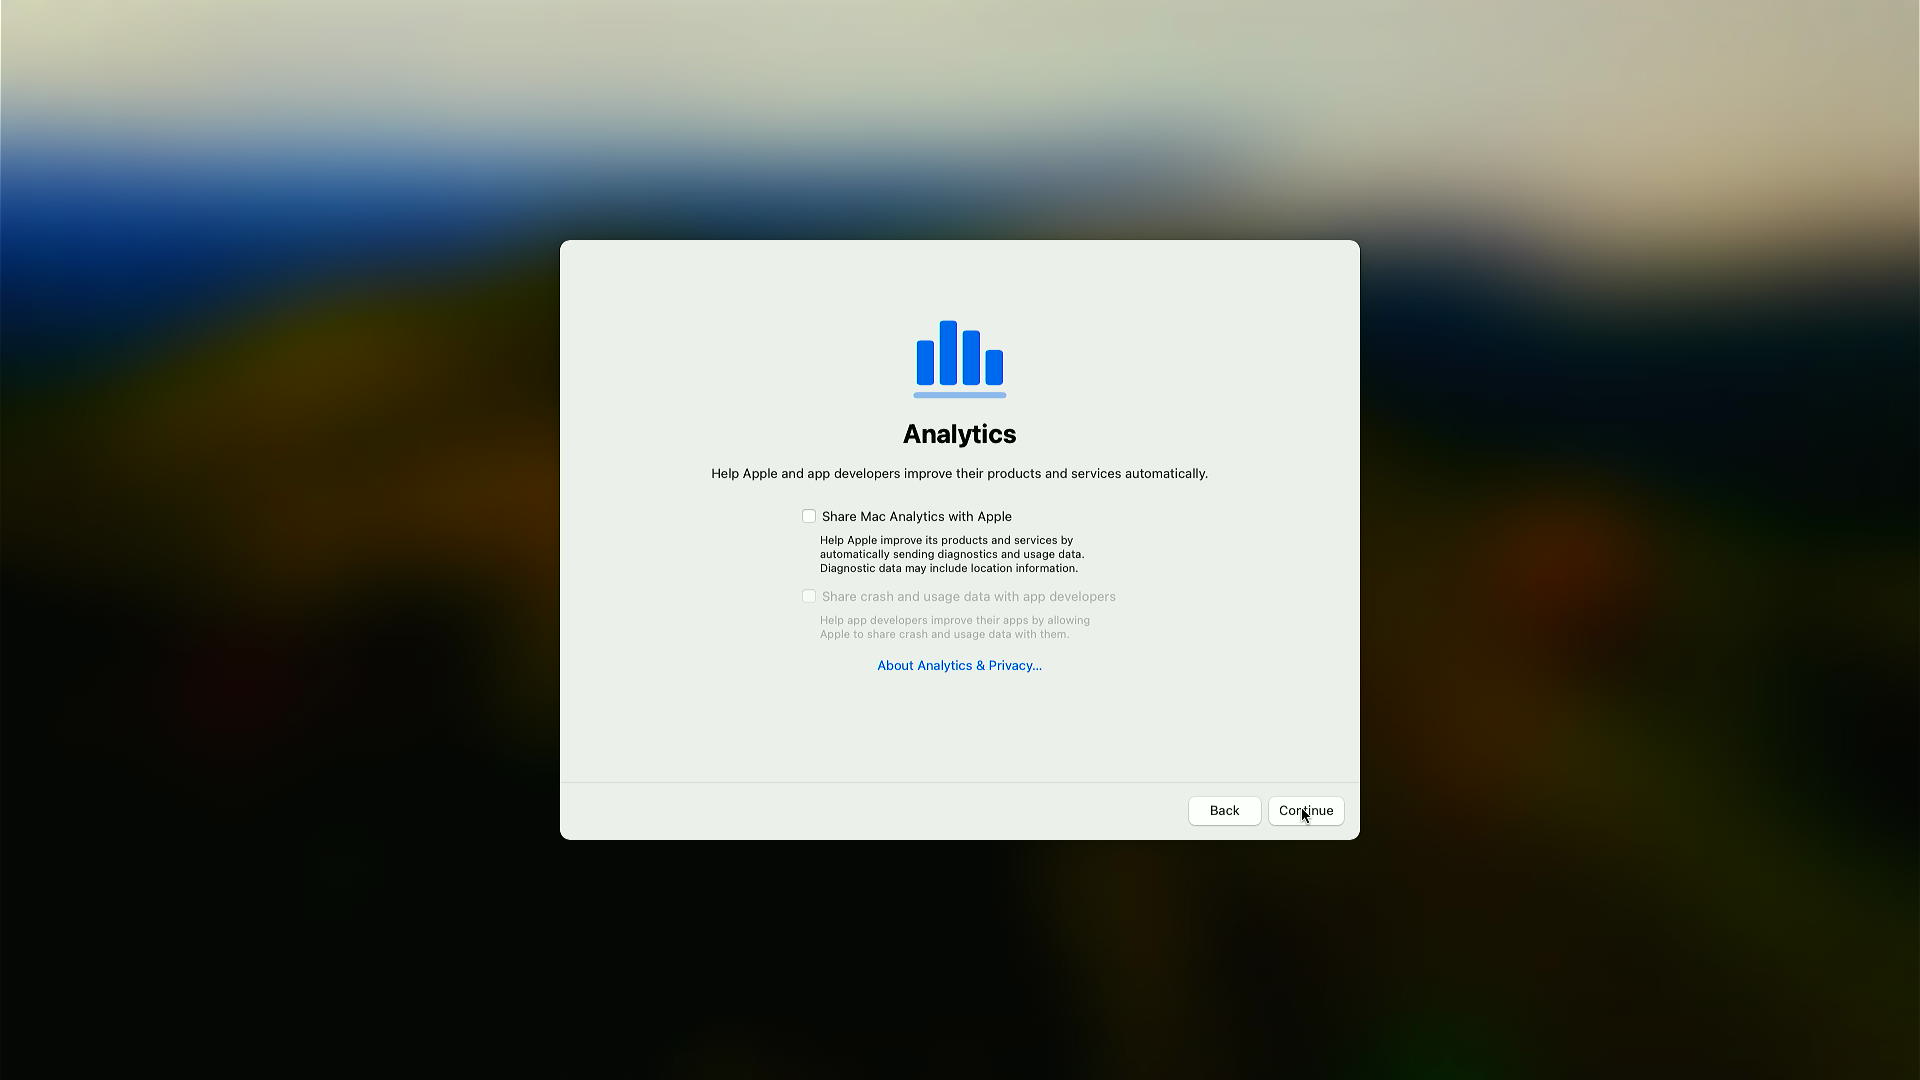 Analytics
Help Apple and app developers improve their products and services automatically.
Share Mac Analytics with Apple
Help Apple improve its products and services by
automatically sending diagnostics and usage data.
Diagnostic data may include location information.
Share crash and usage data with app developers
Help app developers improve their apps by allowing
Apple to share crash and usage data with them.
About Analytics & Privacy...
Back
Continue